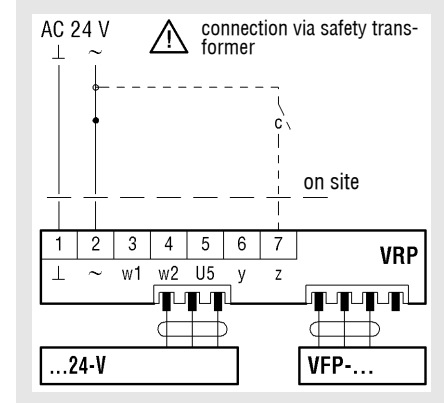 AC 24 V
connection via safety trans-
former
⊥ ~
c
on site
1 2 3 4 5 6 7
VRP
⊥ ~ w1 w2 U5 y z
...24-V
VFP-...